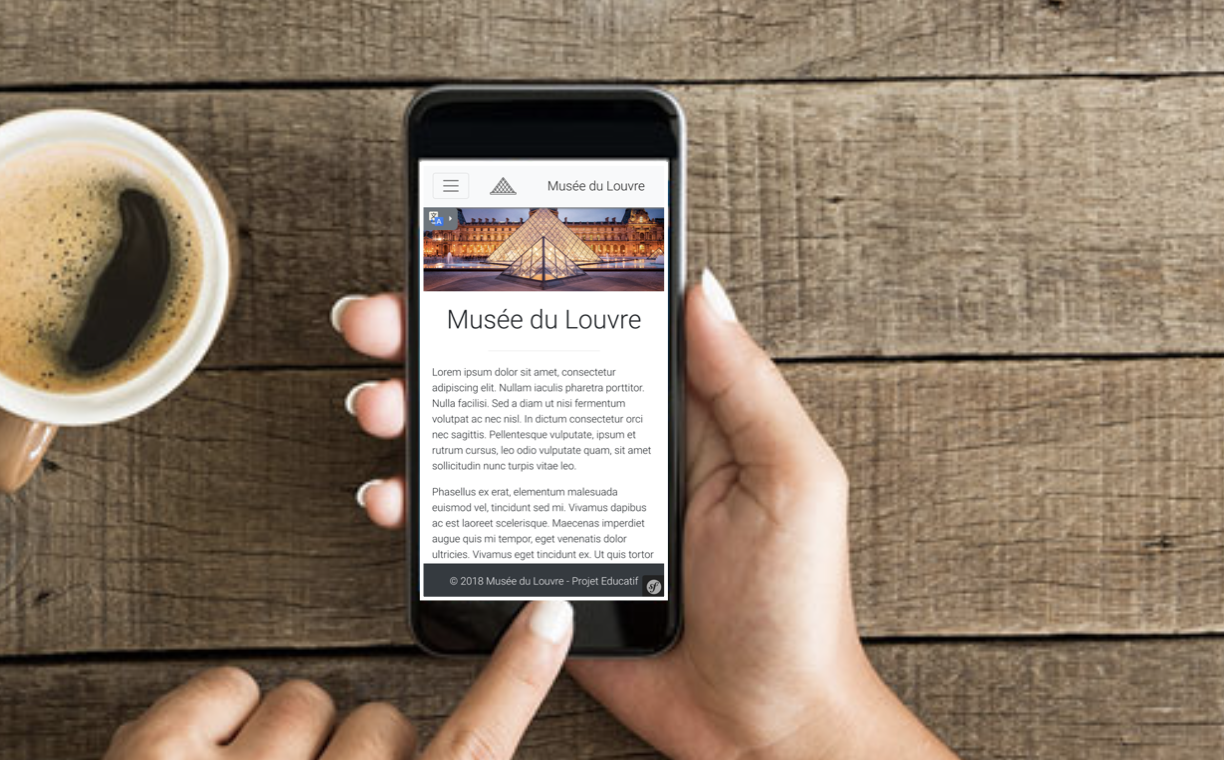 Musée du Louvre
Musée du Louvre
Lorem ipsum dolor sit amet, consectetur
adipiscing elit. Nullam iaculis pharetra porttitor.
Nulla facilisi. Sed a diam ut nisi fermentum
volutpat ac nec nisl. In dictum consectetur orci
nec sagittis. Pellentesque vulputate, ipsum et
rutrum cursus, leo odio vulputate quam, sit amet
sollicitudin nunc turpis vitae leo.
Phasellus ex erat, elementum malesuada
euismod vel, tincidunt sed mi. Vivamus dapibus
ac est laoreet scelerisque. Maecenas imperdiet
augue quis mi tempor, eget venenatis dolor
ultricies. Vivamus eget tincidunt ex. Ut quis tortor
© 2018 Musée du Louvre - Projet Educatif
sf